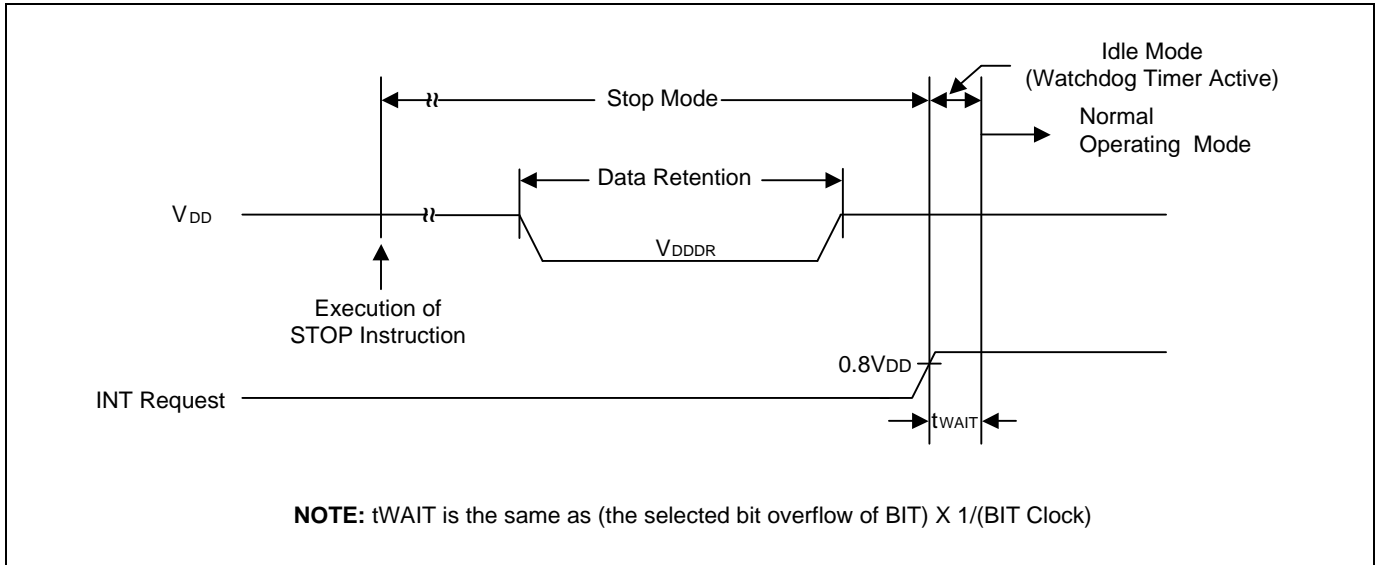 Idle Mode
(Watchdog Timer Active)
Stop Mode
Normal
Operating Mode
Data Retention
VDD
VDDDR
Execution of
STOP Instruction
0.8VDD
INT Request
tWAIT
NOTE: tWAIT is the same as (the selected bit overflow of BIT) X 1/(BIT Clock)